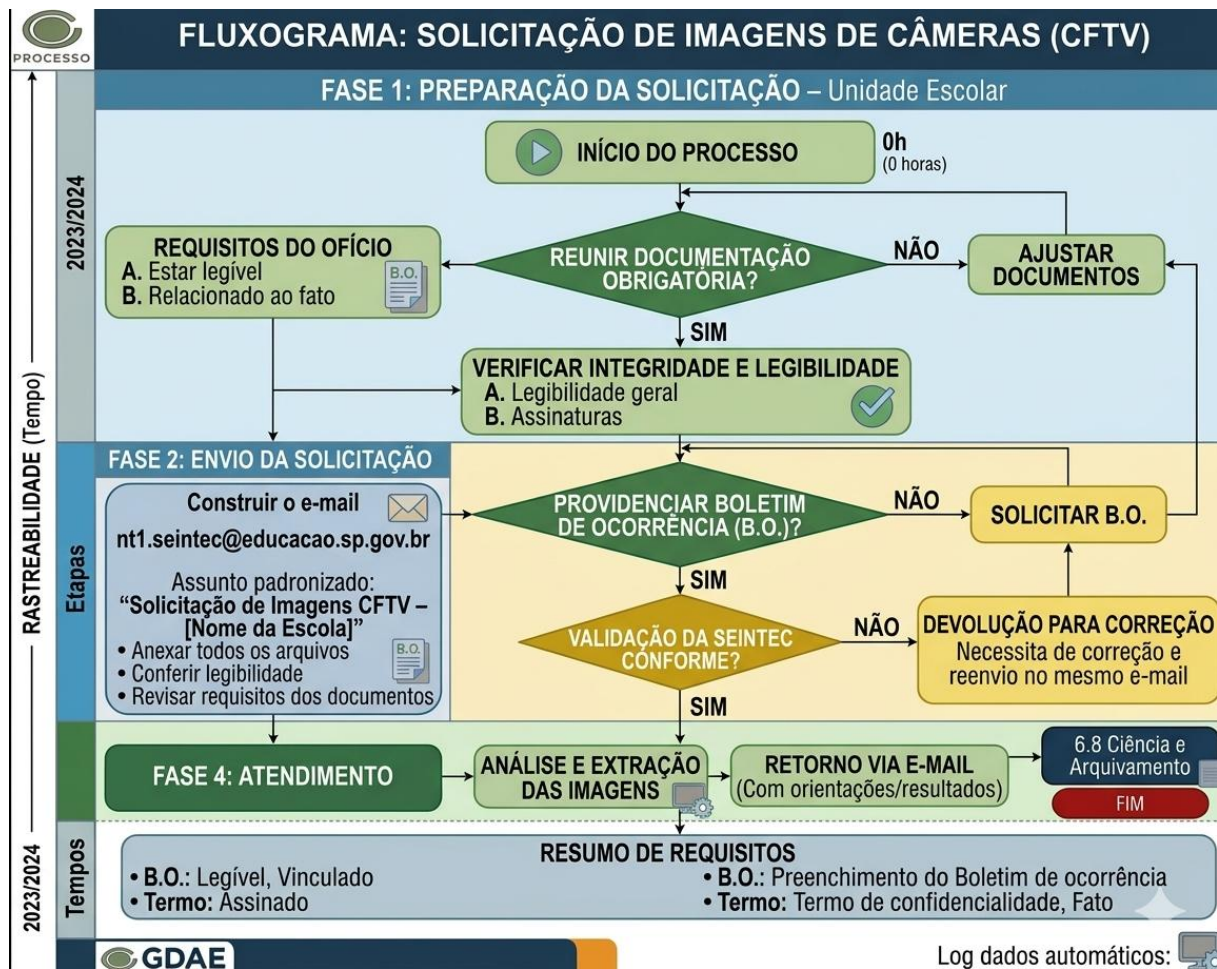 FLUXOGRAMA: SOLICITAÇÃO DE IMAGENS DE CÂMERAS (CFTV)
PROCESSO
FASE 1: PREPARAÇÃO DA SOLICITAÇÃO – Unidade Escolar
INÍCIO DO PROCESSO
0h
(0 horas)
2023/2024
REQUISITOS DO OFÍCIO
A. Estar legível
B. Relacionado ao fato
B.O.
REUNIR DOCUMENTAÇÃO
OBRIGATÓRIA?
NÃO
AJUSTAR
DOCUMENTOS
SIM
VERIFICAR INTEGRIDADE E LEGIBILIDADE
A. Legibilidade geral
B. Assinaturas
RASTREABILIDADE (Tempo)
Etapas
FASE 2: ENVIO DA SOLICITAÇÃO
Construir o e-mail
nt1.seintec@educacao.sp.gov.br
Assunto padronizado:
“Solicitação de Imagens CFTV –
[Nome da Escola]”
• Anexar todos os arquivos
• Conferir legibilidade
• Revisar requisitos dos documentos
B.O.
PROVIDENCIAR BOLETIM
DE OCORRÊNCIA (B.O.)?
NÃO
SOLICITAR B.O.
SIM
VALIDAÇÃO DA SEINTEC
CONFORME?
NÃO
DEVOLUÇÃO PARA CORREÇÃO
Necessita de correção e
reenvio no mesmo e-mail
SIM
FASE 4: ATENDIMENTO
ANÁLISE E EXTRAÇÃO
DAS IMAGENS
RETORNO VIA E-MAIL
(Com orientações/resultados)
6.8 Ciência e
Arquivamento
FIM
2023/2024
Tempos
RESUMO DE REQUISITOS
• B.O.: Legível, Vinculado
• Termo: Assinado
• B.O.: Preenchimento do Boletim de ocorrência
• Termo: Termo de confidencialidade, Fato
GDAE
Log dados automáticos: